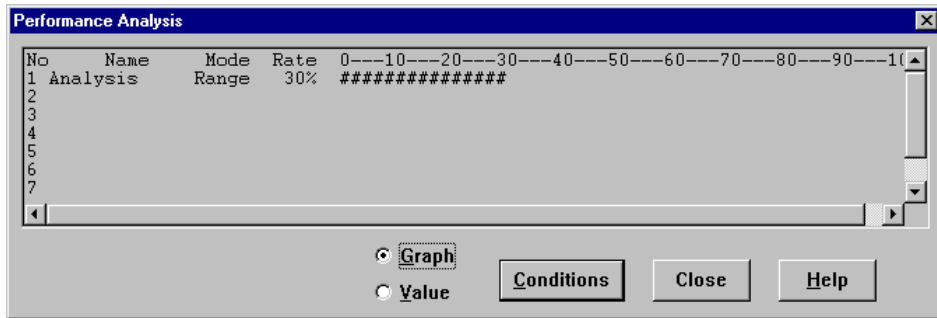 Performance Analysis
No Name Mode Rate 0---10---20---30---40---50---60---70---80---90---10
1 Analysis Range 30% ###############
2
3
4
5
6
7
Graph
Value
Conditions
Close
Help